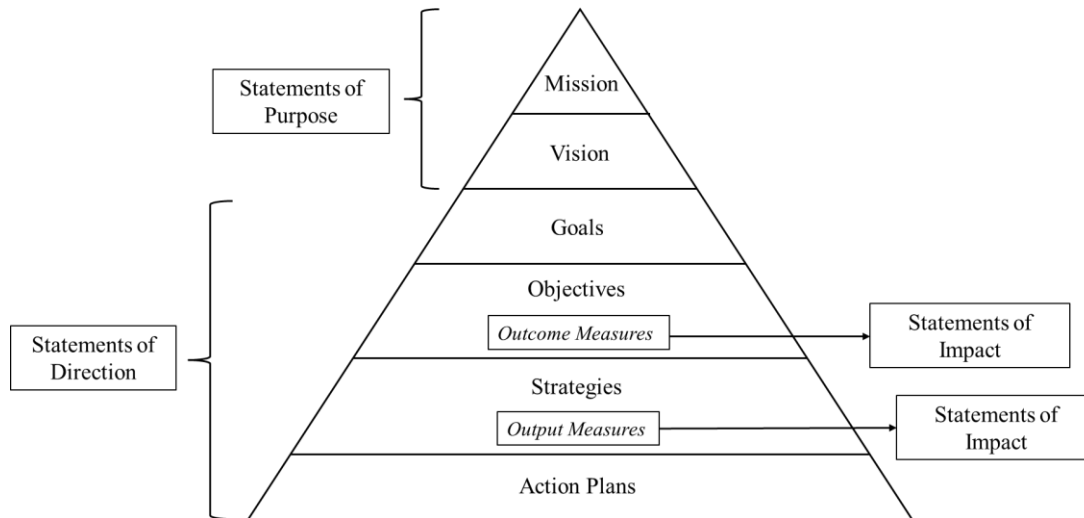 Mission
Statements of
Purpose
Vision
Goals
Objectives
Outcome Measures
Statements of
Impact
Statements of
Direction
Strategies
Output Measures
Statements of
Impact
Action Plans